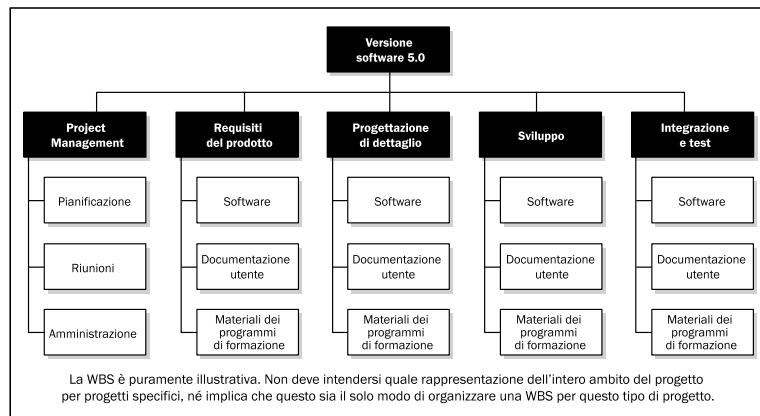 Versione
software 5.0
Project
Management
Requisiti
del prodotto
Progettazione
di dettaglio
Sviluppo
Integrazione
e test
Pianificazione
Software
Software
Software
Software
Riunioni
Documentazione
utente
Documentazione
utente
Documentazione
utente
Documentazione
utente
Amministrazione
Materiali dei
programmi
di formazione
Materiali dei
programmi
di formazione
Materiali dei
programmi
di formazione
Materiali dei
programmi
di formazione
La WBS è puramente illustrativa. Non deve intendersi quale rappresentazione dell’intero ambito del progetto
per progetti specifici, né implica che questo sia il solo modo di organizzare una WBS per questo tipo di progetto.